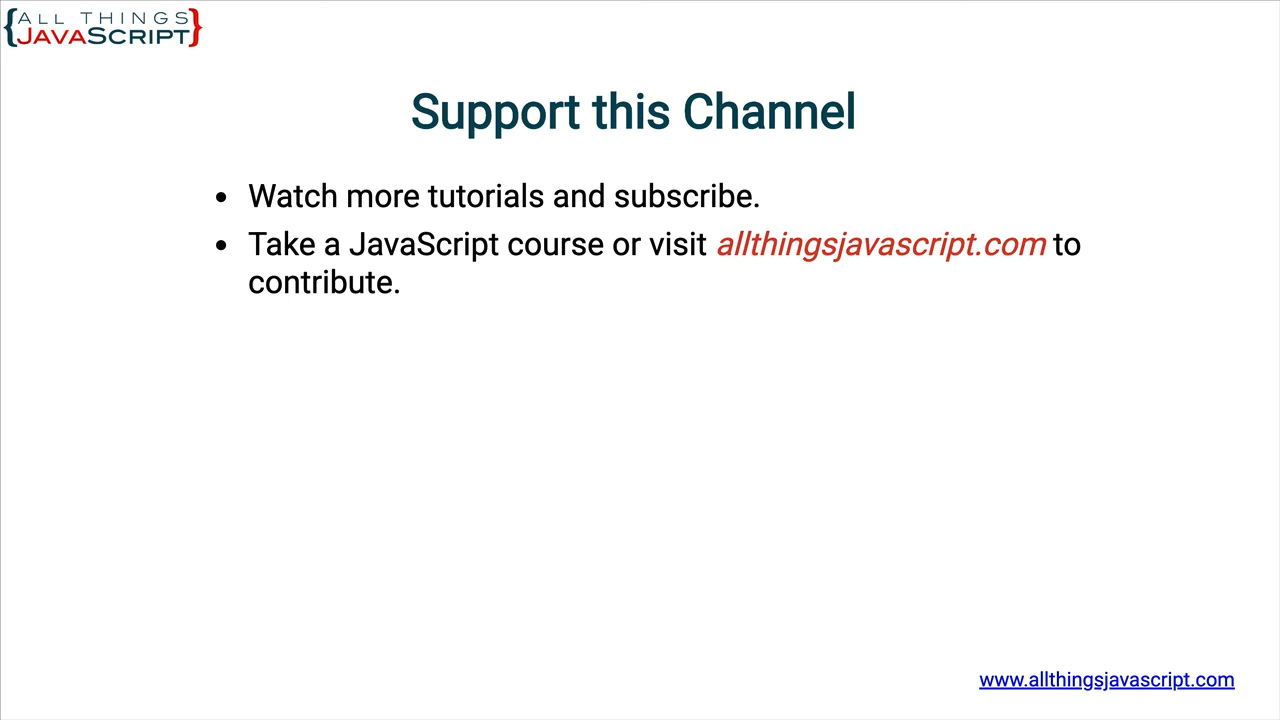 {ALL THINGS
JAVASCRIPT}
Support this Channel
• Watch more tutorials and subscribe.
• Take a JavaScript course or visit allthingsjavascript.com to
contribute.
www.allthingsjavascript.com